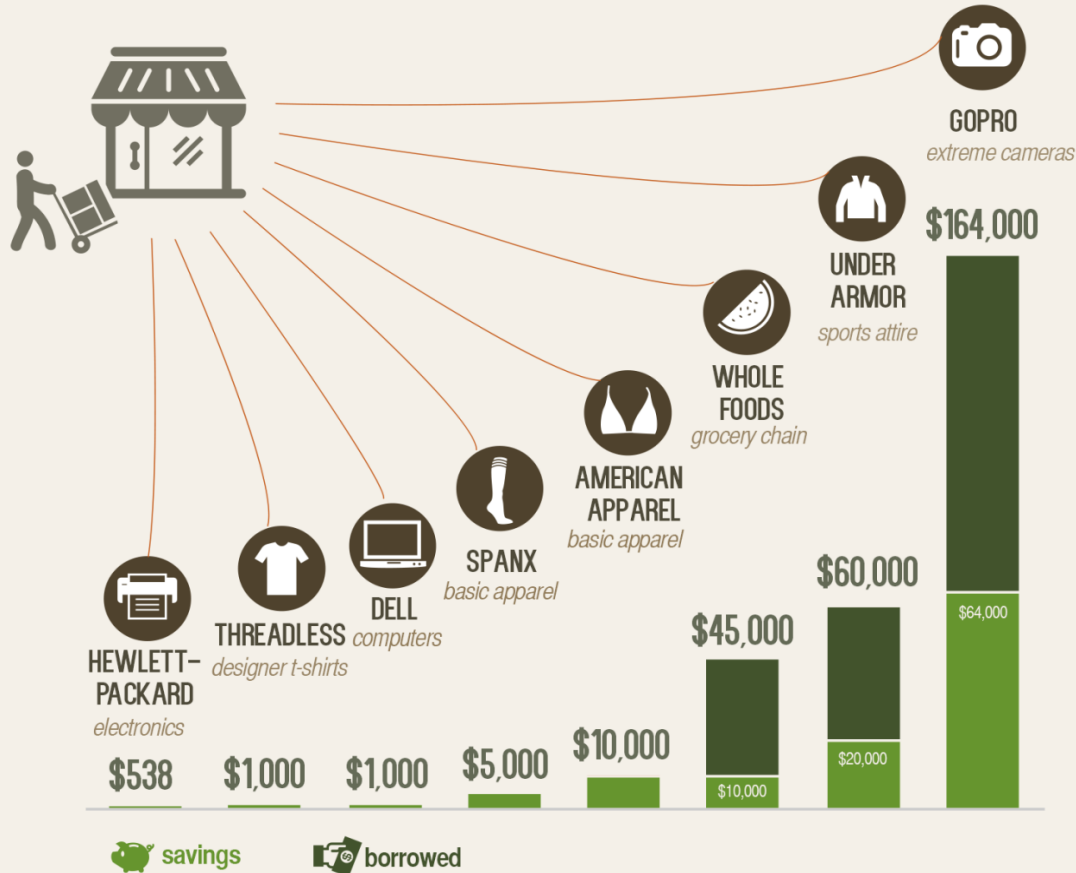 GOPRO
extreme cameras
$164,000
UNDER
ARMOR
sports attire
WHOLE
FOODS
grocery chain
AMERICAN
APPAREL
basic apparel
SPANX
basic apparel
DELL
computers
THREADLESS
designer t-shirts
HEWLETT-
PACKARD
electronics
$538
$1,000
$1,000
$5,000
$10,000
$45,000
$60,000
$10,000
$20,000
$64,000
savings
borrowed